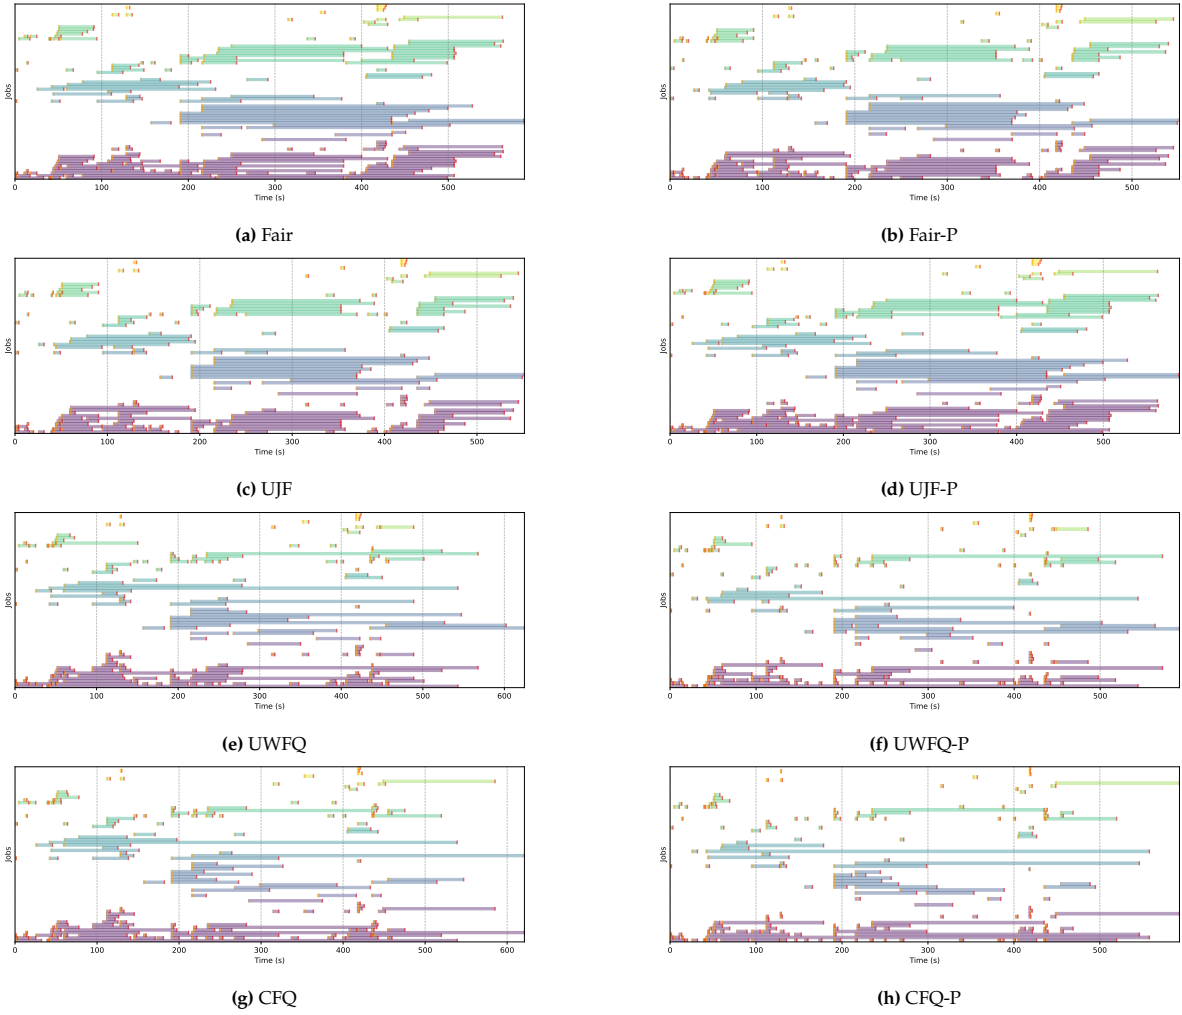 Jobs
0 100 200 300 400 500
Time (s)
(a) Fair
Jobs
0 100 200 300 400 500
Time (s)
(b) Fair-P
Jobs
0 100 200 300 400 500
Time (s)
(c) UJF
Jobs
0 100 200 300 400 500
Time (s)
(d) UJF-P
Jobs
0 100 200 300 400 500 600
Time (s)
(e) UWFQ
Jobs
0 100 200 300 400 500
Time (s)
(f) UWFQ-P
Jobs
0 100 200 300 400 500 600
Time (s)
(g) CFQ
Jobs
0 100 200 300 400 500
Time (s)
(h) CFQ-P